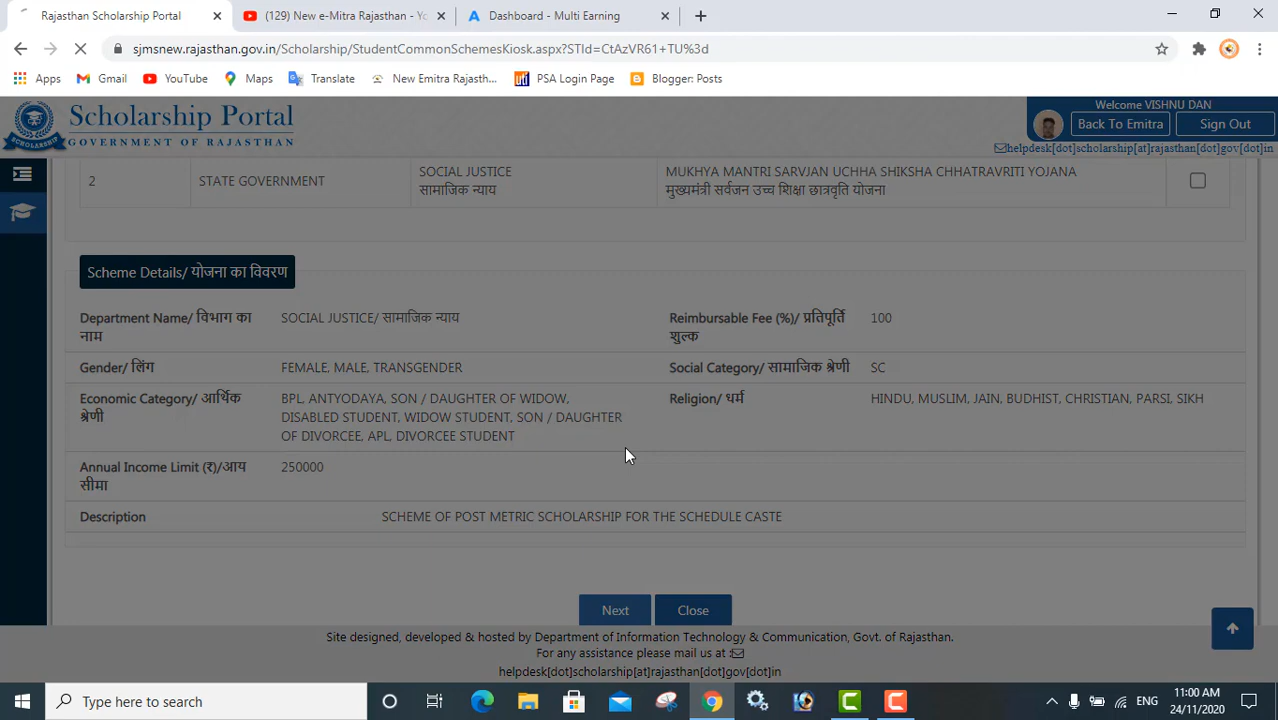 Rajasthan Scholarship Portal
(129) New e-Mitra Rajasthan - Yo
Dashboard - Multi Earning
sjmsnew.rajasthan.gov.in/Scholarship/StudentCommonSchemesKiosk.aspx?STId=CtAzVR61+TU%3d
Apps
Gmail
YouTube
Maps
Translate
New Emitra Rajasth...
PSA Login Page
Blogger: Posts
Scholarship Portal
GOVERNMENT OF RAJASTHAN
SCHOLARSHIP
Welcome VISHNU DAN
Back To Emitra
Sign Out
helpdesk[dot]scholarship[at]rajasthan[dot]gov[dot]in
2
STATE GOVERNMENT
SOCIAL JUSTICE
सामाजिक न्याय
MUKHYA MANTRI SARVJAN UCHHA SHIKSHA CHHATRAVRITI YOJANA
मुख्यमंत्री सर्वजन उच्च शिक्षा छात्रवृति योजना
Scheme Details/ योजना का विवरण
Department Name/ विभाग का
नाम
SOCIAL JUSTICE/ सामाजिक न्याय
Reimbursable Fee (%)/ प्रतिपूर्ति
शुल्क
100
Gender/ लिंग
FEMALE, MALE, TRANSGENDER
Social Category/ सामाजिक श्रेणी
SC
Economic Category/ आर्थिक
श्रेणी
BPL, ANTYODAYA, SON / DAUGHTER OF WIDOW,
DISABLED STUDENT, WIDOW STUDENT, SON / DAUGHTER
OF DIVORCEE, APL, DIVORCEE STUDENT
Religion/ धर्म
HINDU, MUSLIM, JAIN, BUDHIST, CHRISTIAN, PARSI, SIKH
Annual Income Limit (₹)/आय
सीमा
250000
Description
SCHEME OF POST METRIC SCHOLARSHIP FOR THE SCHEDULE CASTE
Next
Close
Site designed, developed & hosted by Department of Information Technology & Communication, Govt. of Rajasthan.
For any assistance please mail us at :
helpdesk[dot]scholarship[at]rajasthan[dot]gov[dot]in
Type here to search
ENG
11:00 AM
24/11/2020